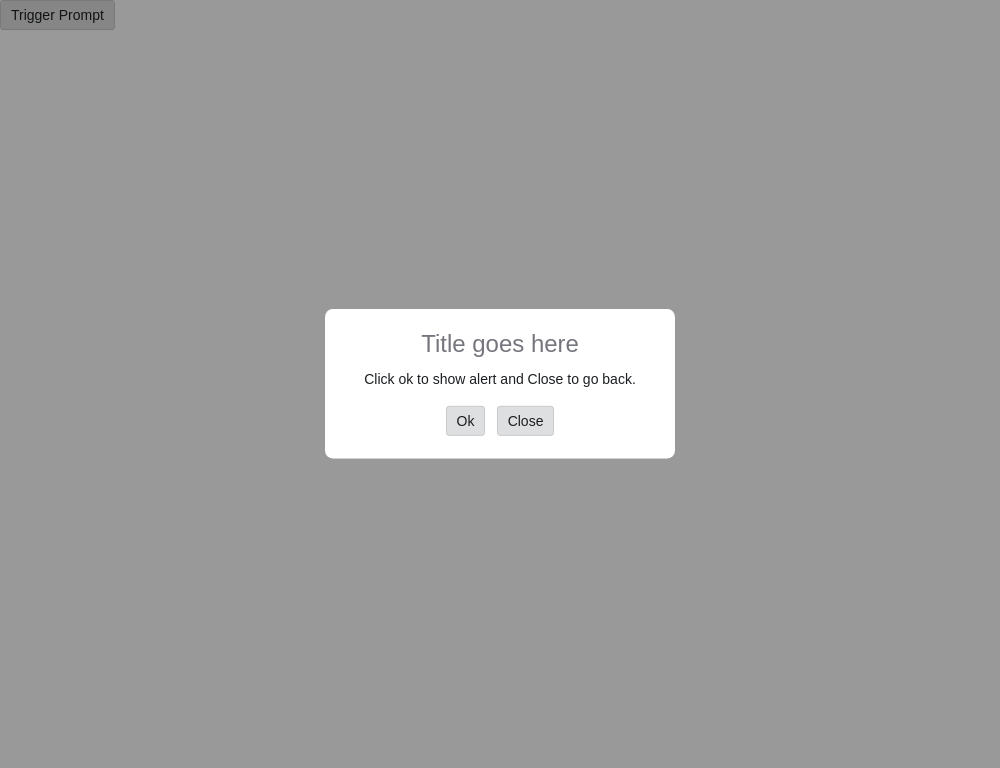 Trigger Prompt
Title goes here
Click ok to show alert and Close to go back.
Ok Close